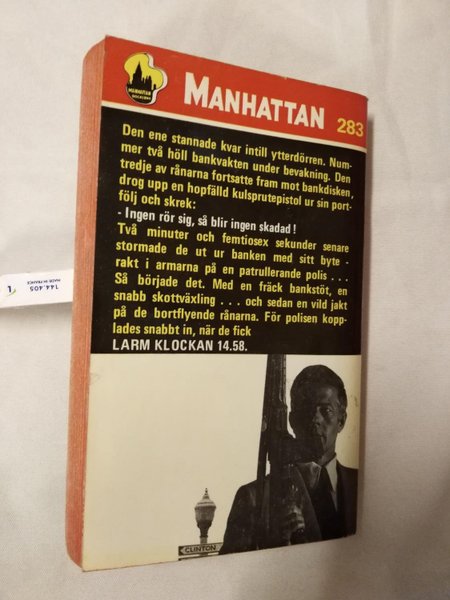 MANHATTAN
MANHATTAN
283
Den ene stannade kvar intill ytterdörren. Num-
mer två höll bankvakten under bevakning. Den
tredje av rånarna fortsatte fram mot bankdisken,
drog upp en hopfälld kulsprutepistol ur sin port-
följ och skrek:
- Ingen rör sig, så blir ingen skadad!
Två minuter och femtiosex sekunder senare
stormade de ut ur banken med sitt byte -
rakt i armarna på en patrullerande polis . . .
Så började det. Med en fräck bankstöt, en
snabb skottväxling . . . och sedan en vild jakt
på de bortflyende rånarna. För polisen kopp-
lades snabbt in, när de fick
LARM KLOCKAN 14.58.
CLINTON
144.405
MADE IN FRANCE
L